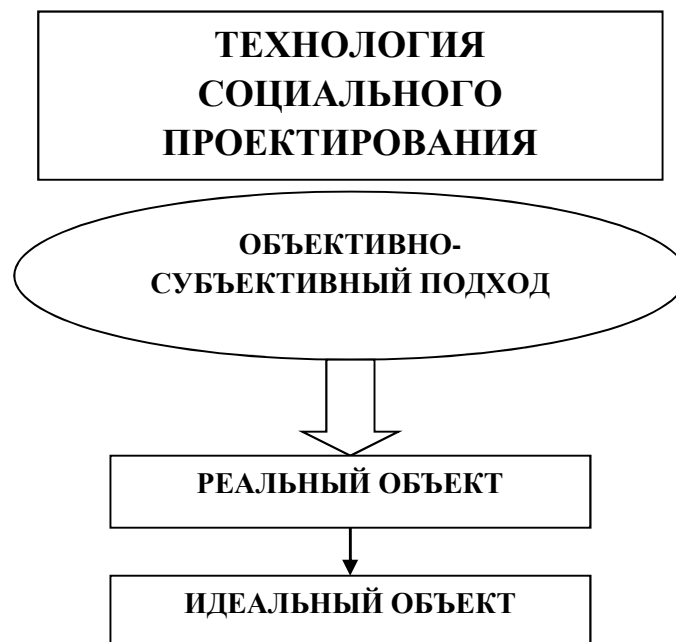 ТЕХНОЛОГИЯ
СОЦИАЛЬНОГО
ПРОЕКТИРОВАНИЯ
ОБЪЕКТИВНО-
СУБЪЕКТИВНЫЙ ПОДХОД
РЕАЛЬНЫЙ ОБЪЕКТ
ИДЕАЛЬНЫЙ ОБЪЕКТ